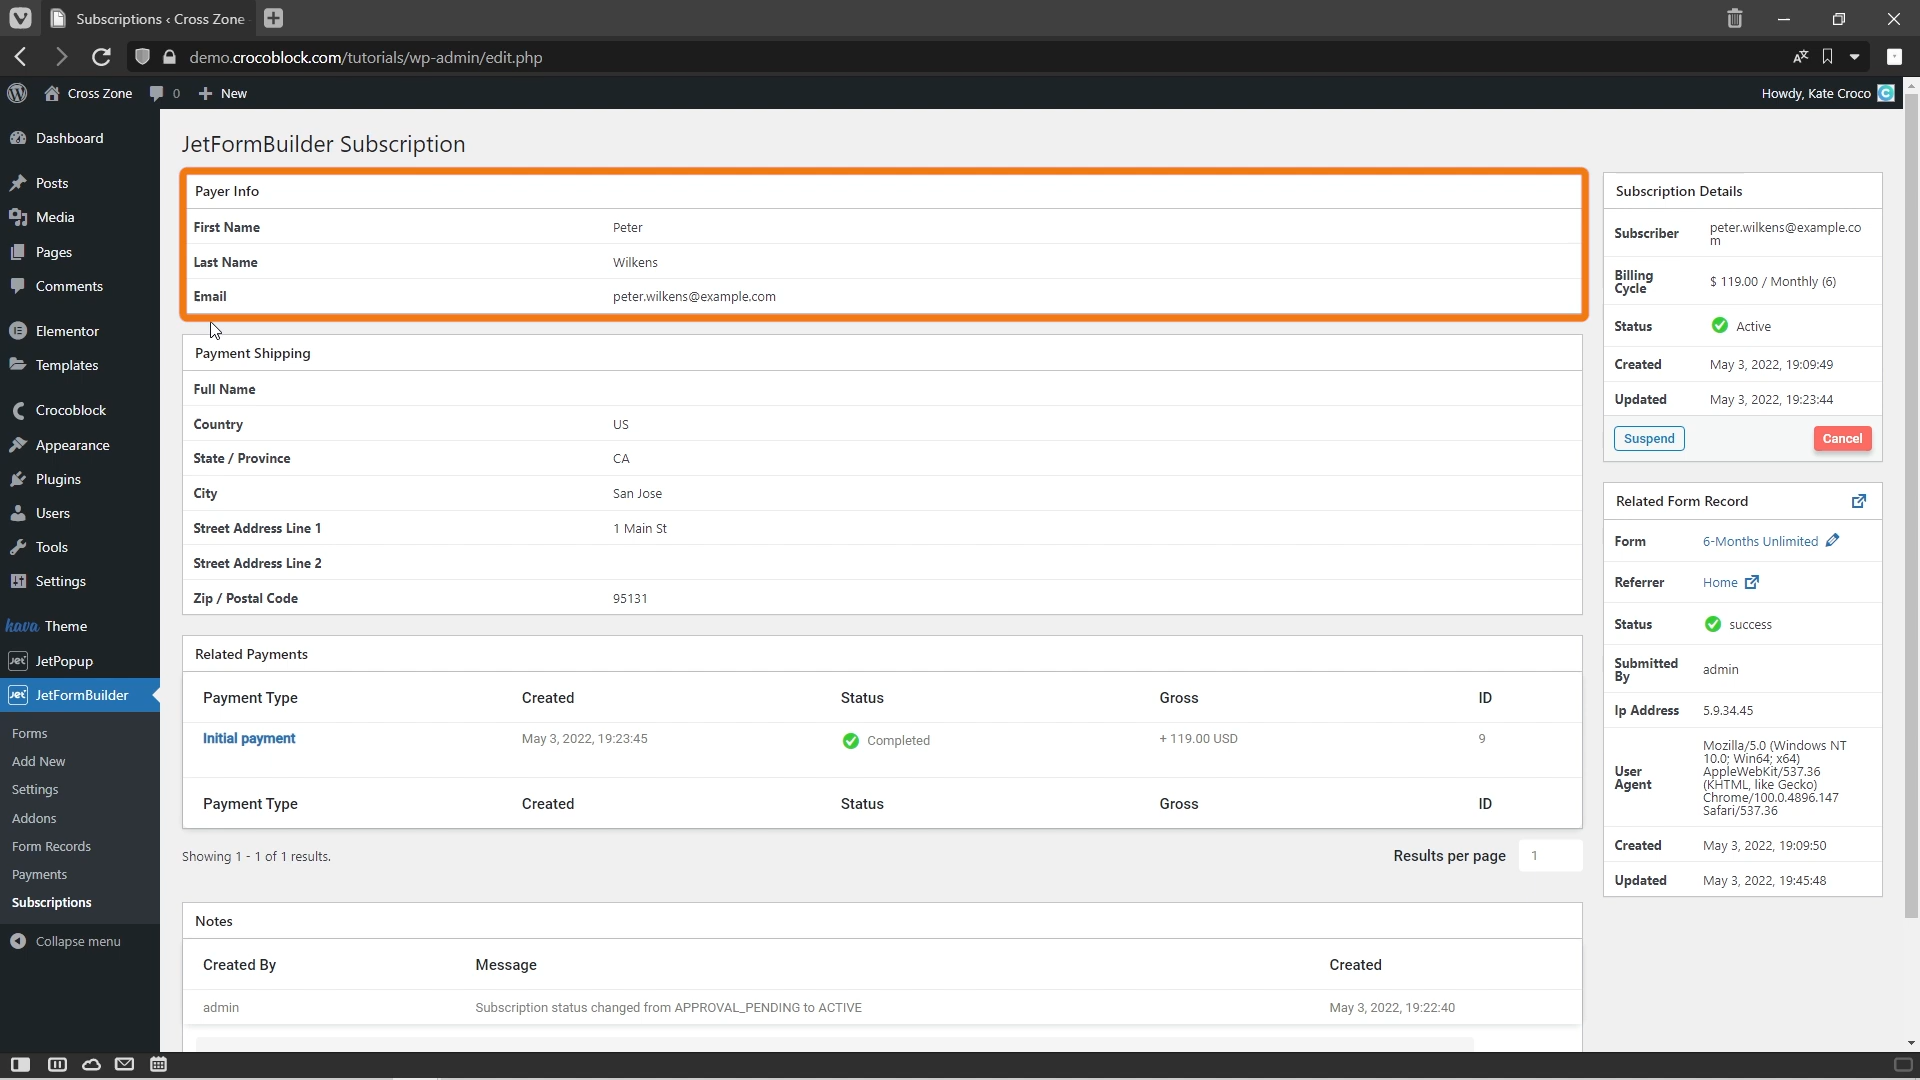 Subscriptions ‹ Cross Zone
demo.crocoblock.com/tutorials/wp-admin/edit.php
Cross Zone
0
New
Howdy, Kate Croco
Dashboard
Posts
Media
Pages
Comments
Elementor
Templates
Crocoblock
Appearance
Plugins
Users
Tools
Settings
kava Theme
Jet JetPopup
Jet JetFormBuilder
Forms
Add New
Settings
Addons
Form Records
Payments
Subscriptions
Collapse menu
JetFormBuilder Subscription
Payer Info
First Name Peter
Last Name Wilkens
Email peter.wilkens@example.com
Payment Shipping
Full Name
Country US
State / Province CA
City San Jose
Street Address Line 1 1 Main St
Street Address Line 2
Zip / Postal Code 95131
Related Payments
Payment Type Created Status Gross ID
Initial payment May 3, 2022, 19:23:45 Completed + 119.00 USD 9
Payment Type Created Status Gross ID
Showing 1 - 1 of 1 results.
Results per page 1
Notes
Created By Message Created
admin Subscription status changed from APPROVAL_PENDING to ACTIVE May 3, 2022, 19:22:40
Subscription Details
Subscriber peter.wilkens@example.co
m
Billing
Cycle $ 119.00 / Monthly (6)
Status Active
Created May 3, 2022, 19:09:49
Updated May 3, 2022, 19:23:44
Suspend Cancel
Related Form Record
Form 6-Months Unlimited
Referrer Home
Status success
Submitted
By admin
Ip Address 5.9.34.45
User
Agent
Mozilla/5.0 (Windows NT
10.0; Win64; x64)
AppleWebKit/537.36
(KHTML, like Gecko)
Chrome/100.0.4896.147
Safari/537.36
Created May 3, 2022, 19:09:50
Updated May 3, 2022, 19:45:48